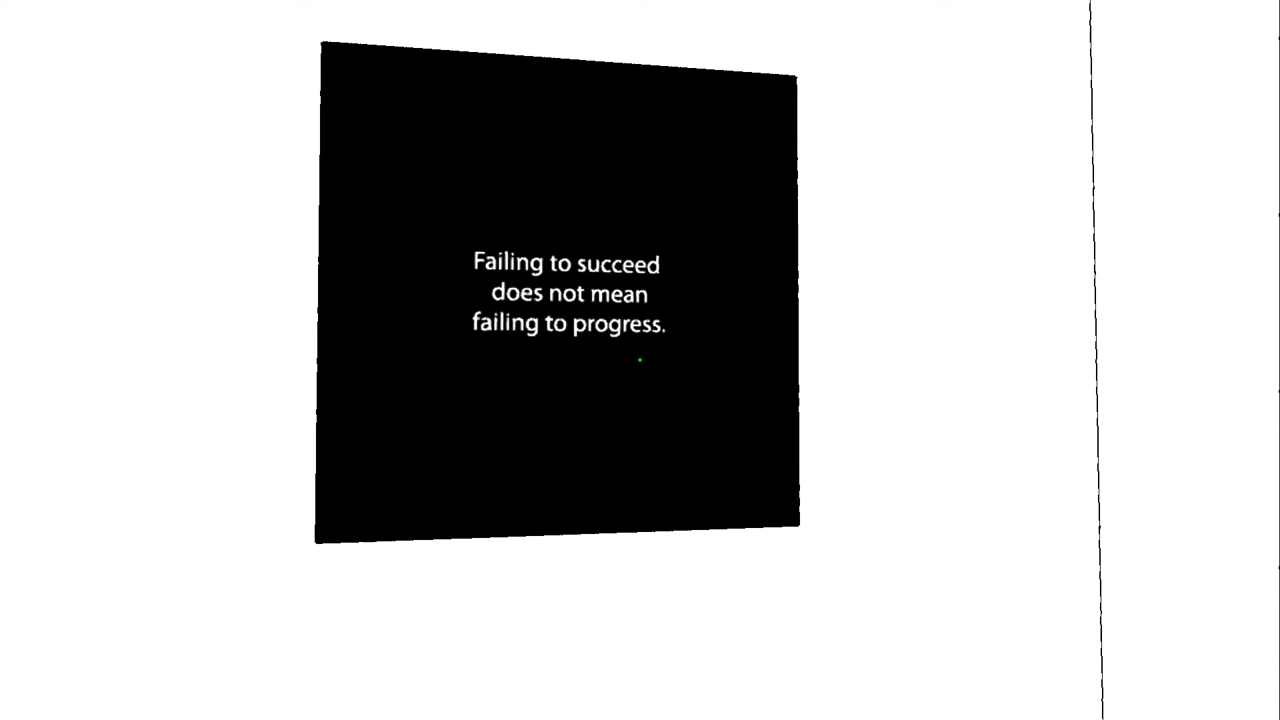 Failing to succeed
does not mean
failing to progress.